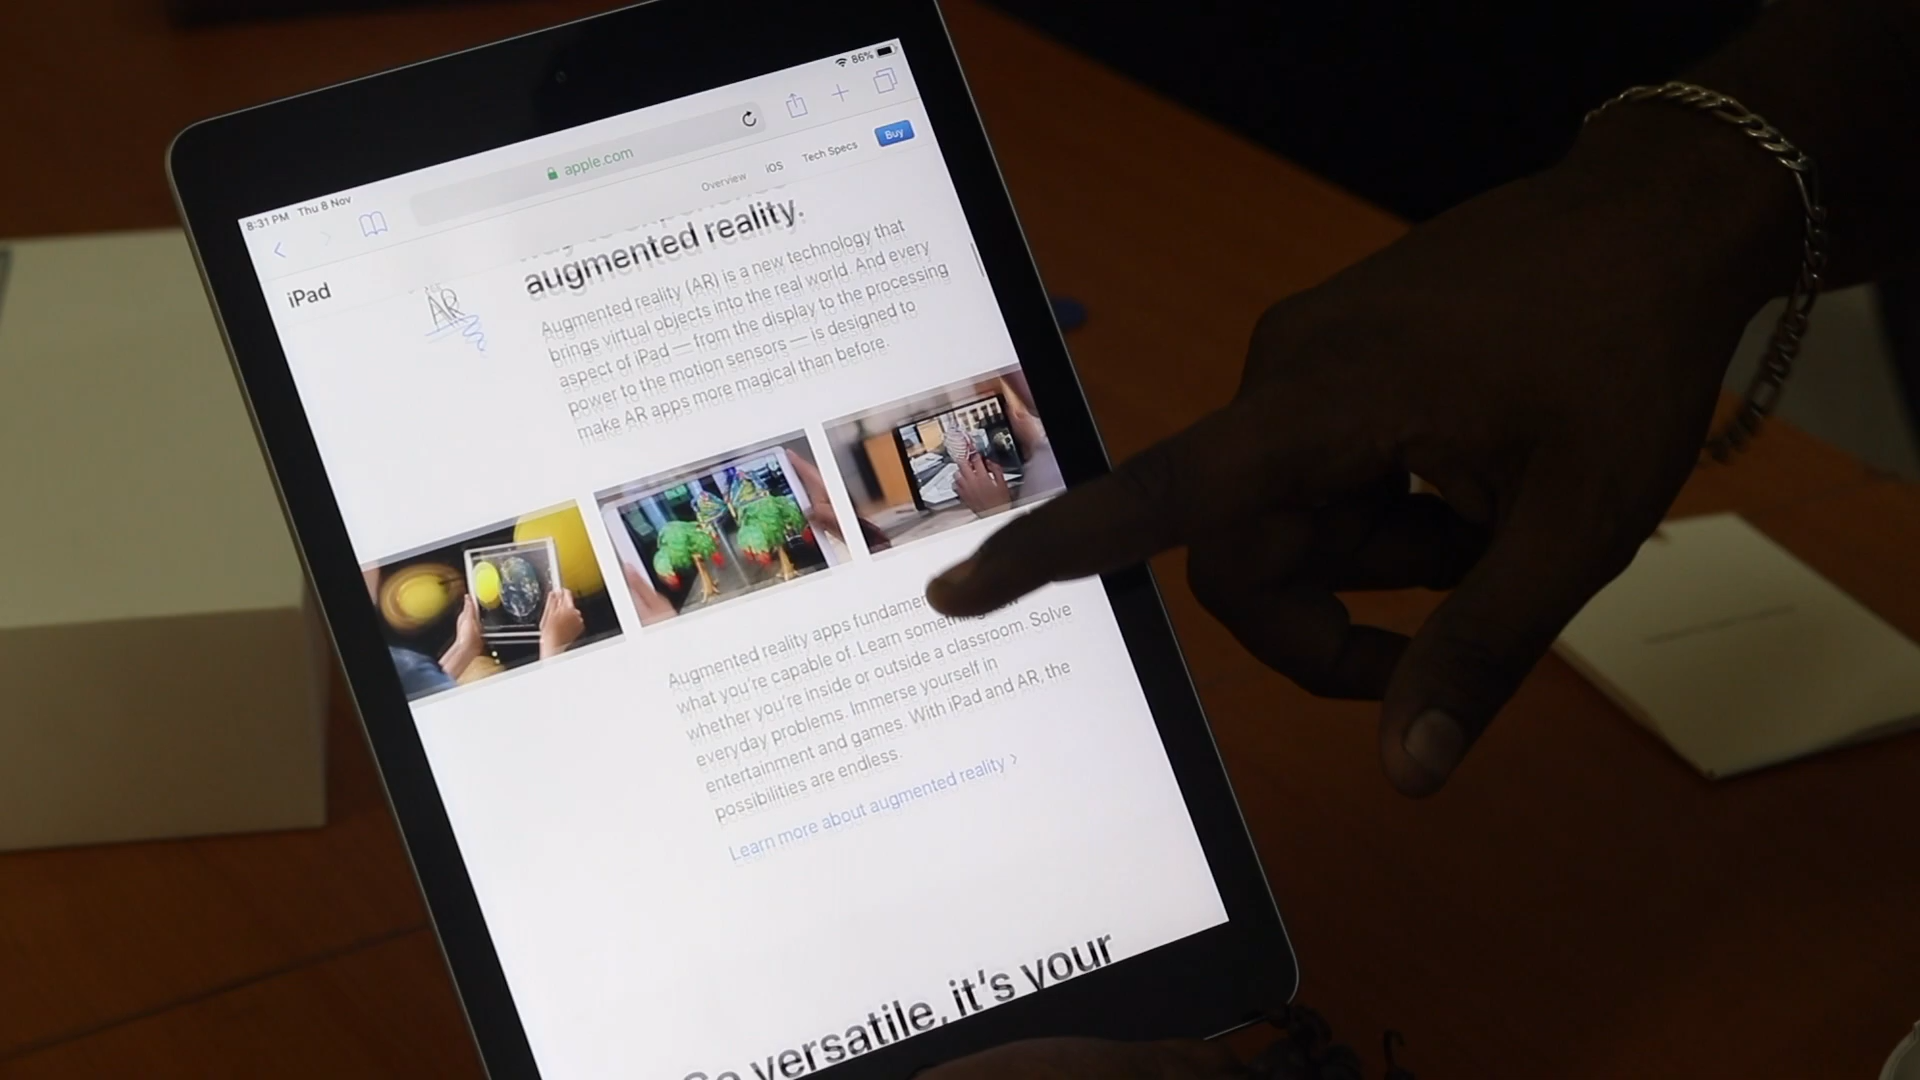 8:31 PM Thu 8 Nov
86%
apple.com
iPad
Overview iOS Tech Specs Buy
AR
augmented reality.
Augmented reality (AR) is a new technology that
brings virtual objects into the real world. And every
aspect of iPad — from the display to the processing
power to the motion sensors — is designed to
make AR apps more magical than before.
Augmented reality apps
what you're capable of. Learn something
whether you're inside or outside a classroom. Solve
everyday problems. Immerse yourself in
entertainment and games. With iPad and AR, the
possibilities are endless.
Learn more about augmented reality >
So versatile, it's your